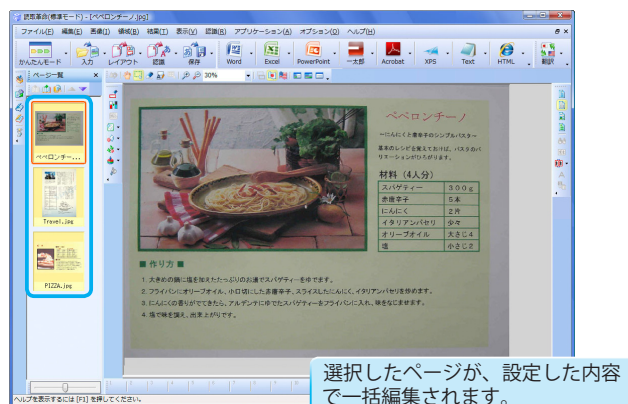 読取革命(標準モード) - [ペペロンチーノ.jpg]
ファイル(F) 編集(E) 画像(I) 領域(B) 結果(T) 表示(V) 認識(R) アプリケーション(A) オプション(O) ヘルプ(H)
かんたんモード 入力 レイアウト 認識 保存 Word Excel PowerPoint 一太郎 Acrobat XPS Text HTML 翻訳
ページ一覧
30%
ペペロンチー...
Travel.jpg
PIZZA.jpg
ペペロンチーノ
~にんにくと唐辛子のシンプルパスタ~
基本のレシピを覚えておけば、パスタのバ
リエーションがひろがります。
材料(4人分)
スパゲティー 300g
赤唐辛子 5本
にんにく 2片
イタリアンパセリ 少々
オリーブオイル 大さじ4
塩 小さじ2
■ 作り方 ■
1. 大きめの鍋に塩を加えたたっぷりのお湯でスパゲティーをゆでます。
2. フライパンにオリーブオイル、小口切にした赤唐辛子、スライスしたにんにく、イタリアンパセリを炒めます。
3. にんにくの香りがでてきたら、アルデンテにゆでたスパゲティーをフライパンに入れ、味をなじませます。
4. 塩で味を調え、出来上がりです。
ヘルプを表示するには [F1] を押してください。
選択したページが、設定した内容
で一括編集されます。